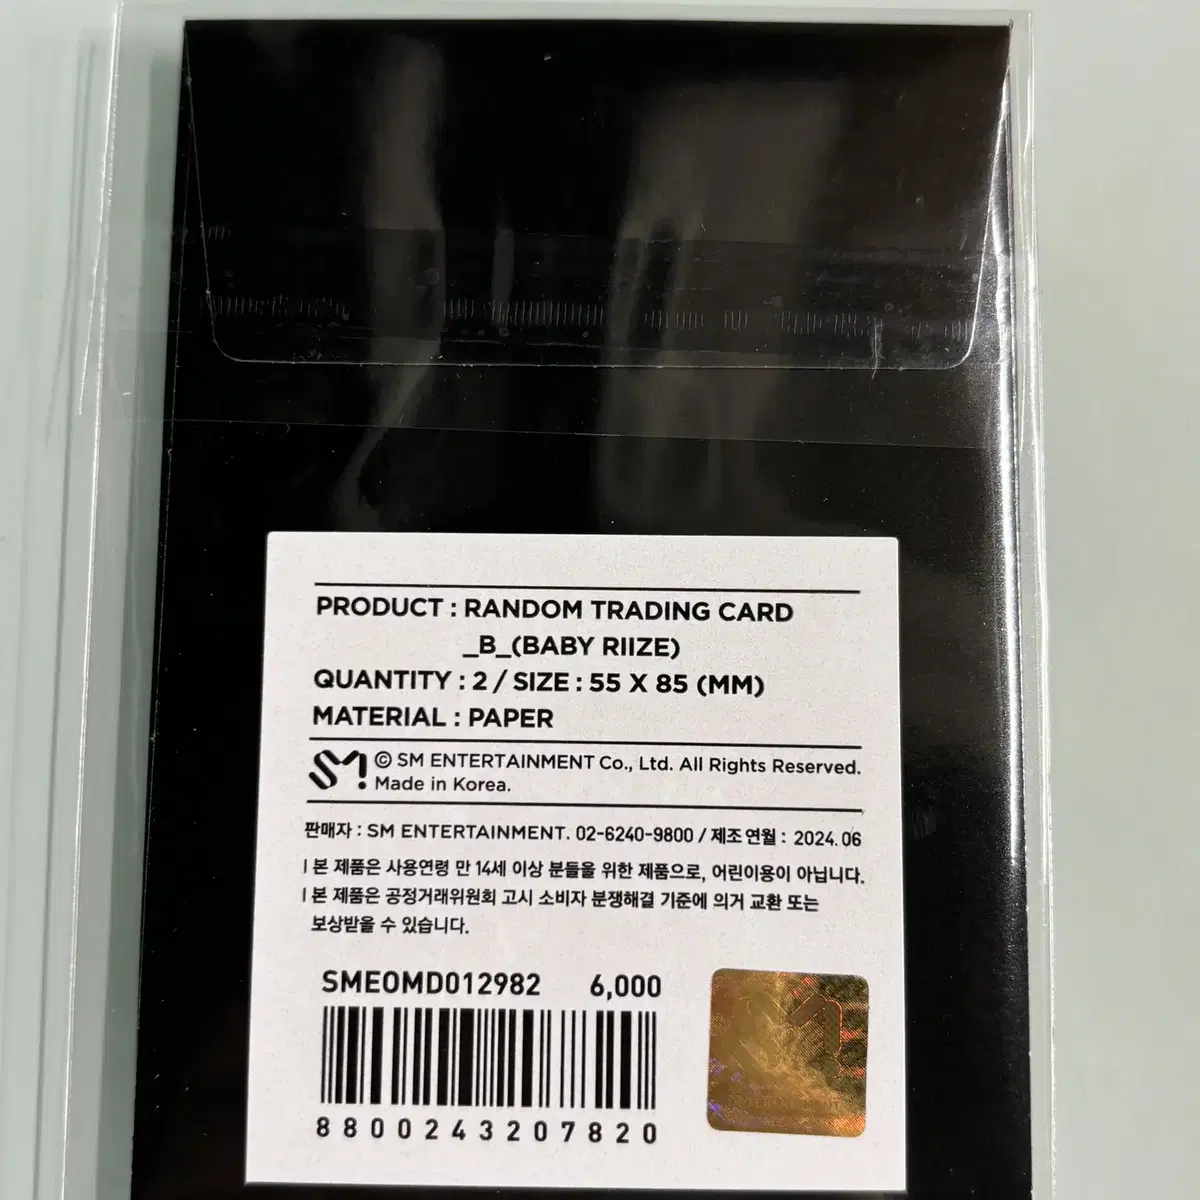 PRODUCT : RANDOM TRADING CARD
_B_(BABY RIIZE)
QUANTITY : 2 / SIZE : 55 X 85 (MM)
MATERIAL : PAPER
SM © SM ENTERTAINMENT Co., Ltd. All Rights Reserved.
Made in Korea.
판매자 : SM ENTERTAINMENT. 02-6240-9800 / 제조연월 : 2024. 06
l 본 제품은 사용연령 만 14세 이상 분들을 위한 제품으로, 어린이용이 아닙니다.
l 본 제품은 공정거래위원회 고시 소비자 분쟁해결 기준에 의거 교환 또는
보상받을 수 있습니다.
SMEOMD012982 6,000
8800243207820